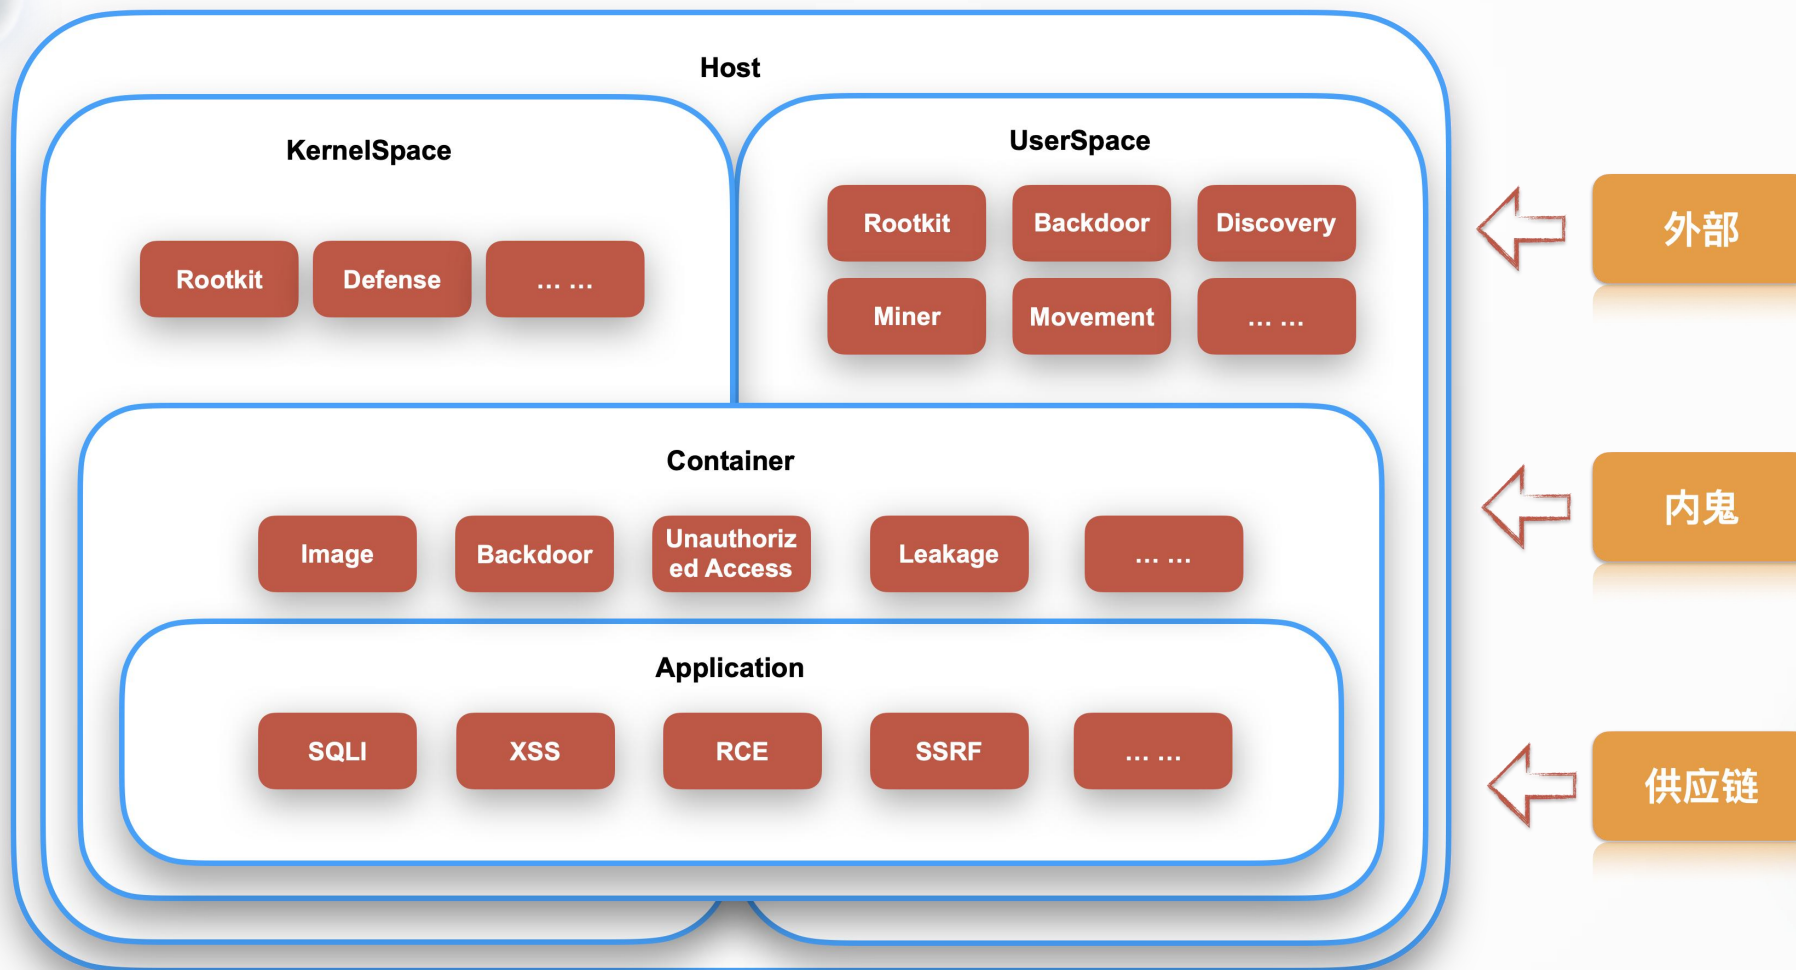 Host
KernelSpace
Rootkit
Defense
... ...
UserSpace
Rootkit
Backdoor
Discovery
Miner
Movement
... ...
Container
Image
Backdoor
Unauthoriz
ed Access
Leakage
... ...
Application
SQLI
XSS
RCE
SSRF
... ...
外部
内鬼
供应链